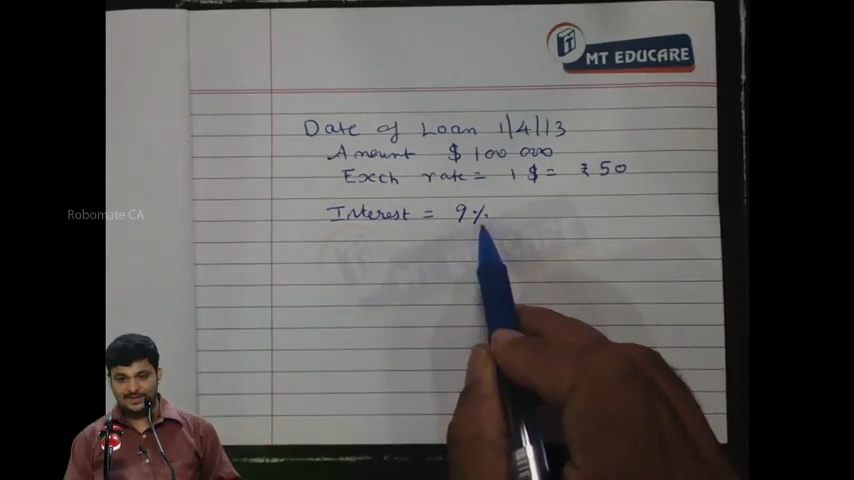 MT EDUCARE
Date of Loan 1/4/13
Amount $ 100 000
Exch rate = 1 $ = ₹ 50
Robomate CA
Interest = 9%